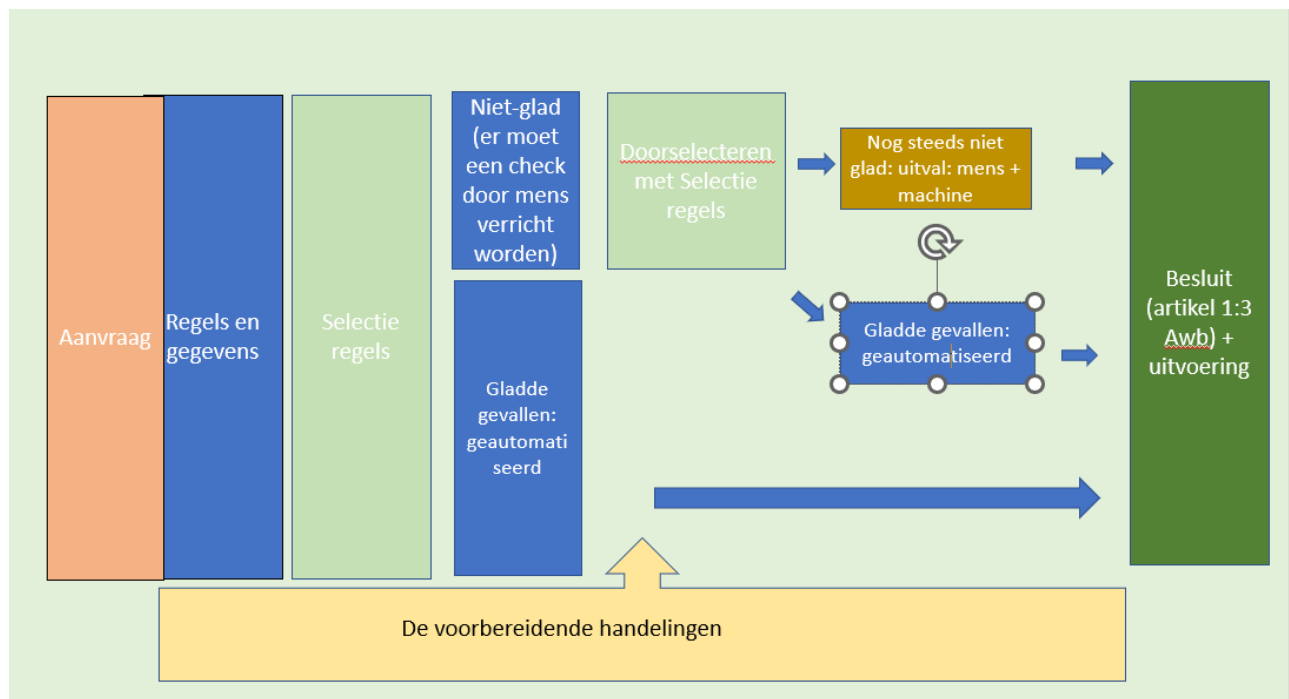 Aanvraag
Regels en
gegevens
Selectie
regels
Niet-glad
(er moet
een check
door mens
verricht
worden)
Gladde
gevallen:
geautomati
seerd
Doorselecteren
met Selectie
regels
Nog steeds niet
glad: uitval: mens +
machine
Gladde gevallen:
geautomatiseerd
Besluit
(artikel 1:3
Awb) +
uitvoering
De voorbereidende handelingen